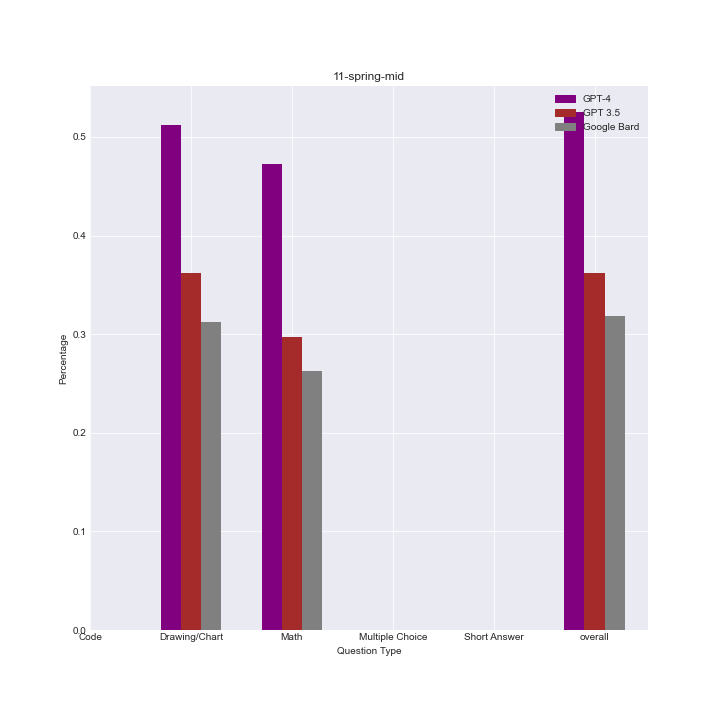 11-spring-mid
GPT-4
GPT 3.5
Google Bard
Percentage
0.5
0.4
0.3
0.2
0.1
0.0
Code Drawing/Chart Math Multiple Choice Short Answer overall
Question Type